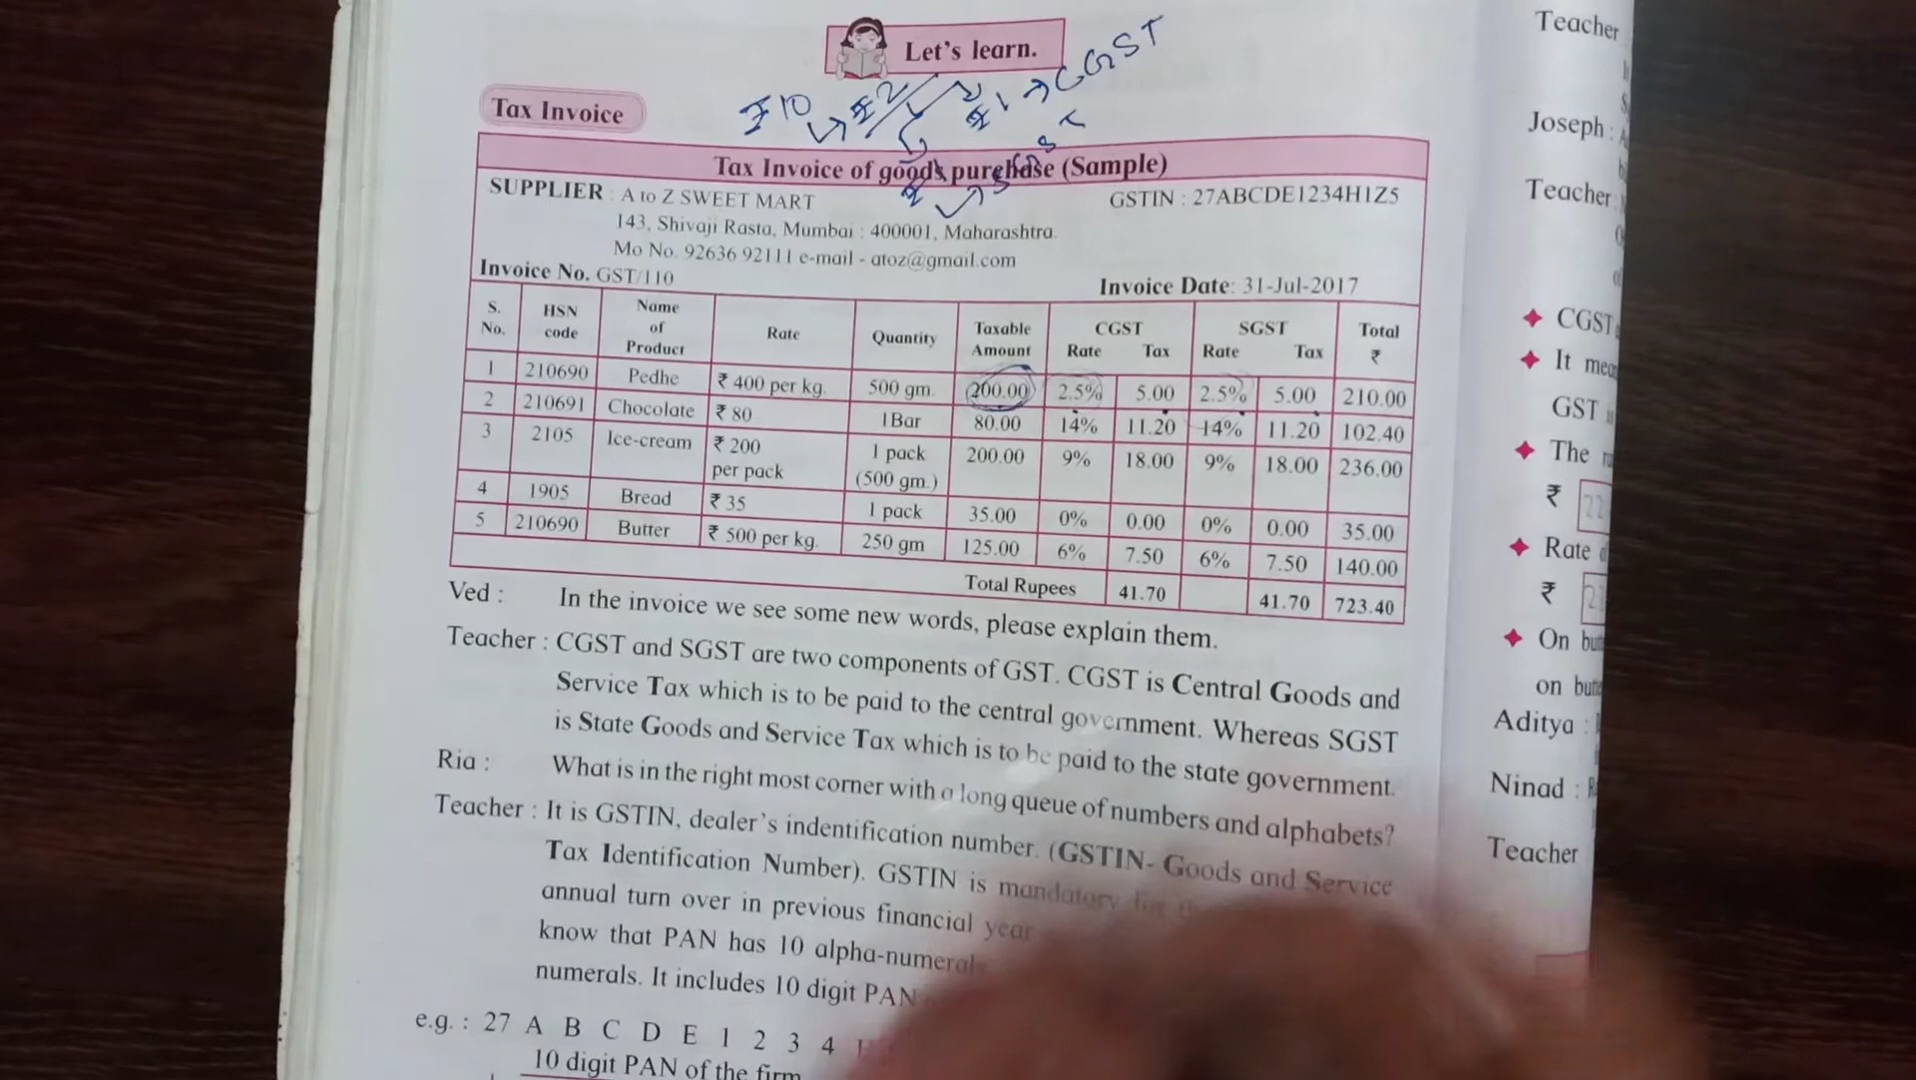 Let's learn.
₹10
₹2
₹1 → CGST
Tax Invoice
Tax Invoice of goods purchase (Sample)
SUPPLIER : A to Z SWEET MART GSTIN : 27ABCDE1234H1Z5
143, Shivaji Rasta, Mumbai : 400001, Maharashtra.
Mo No. 92636 92111 e-mail - atoz@gmail.com
Invoice No. GST/110 Invoice Date: 31-Jul-2017
S. No. HSN code Name of Product Rate Quantity Taxable Amount CGST Rate Tax SGST Rate Tax Total ₹
1 210690 Pedhe ₹ 400 per kg. 500 gm. 200.00 2.5% 5.00 2.5% 5.00 210.00
2 210691 Chocolate ₹ 80 1Bar 80.00 14% 11.20 14% 11.20 102.40
3 2105 Ice-cream ₹ 200 per pack 1 pack (500 gm.) 200.00 9% 18.00 9% 18.00 236.00
4 1905 Bread ₹ 35 1 pack 35.00 0% 0.00 0% 0.00 35.00
5 210690 Butter ₹ 500 per kg. 250 gm 125.00 6% 7.50 6% 7.50 140.00
Total Rupees 41.70 41.70 723.40
Ved : In the invoice we see some new words, please explain them.
Teacher : CGST and SGST are two components of GST. CGST is Central Goods and
Service Tax which is to be paid to the central government. Whereas SGST
is State Goods and Service Tax which is to be paid to the state government.
Ria : What is in the right most corner with a long queue of numbers and alphabets?
Teacher : It is GSTIN, dealer's indentification number. (GSTIN- Goods and Service
Tax Identification Number). GSTIN is mandatory for
annual turn over in previous financial year
know that PAN has 10 alpha-numerals
numerals. It includes 10 digit PAN
e.g. : 27 A B C D E 1 2 3 4 H
10 digit PAN of the firm
Teacher
Joseph :
Teacher :
CGST
It mea
GST
The
₹ 22
Rate
₹
On but
on butt
Aditya :
Ninad :
Teacher